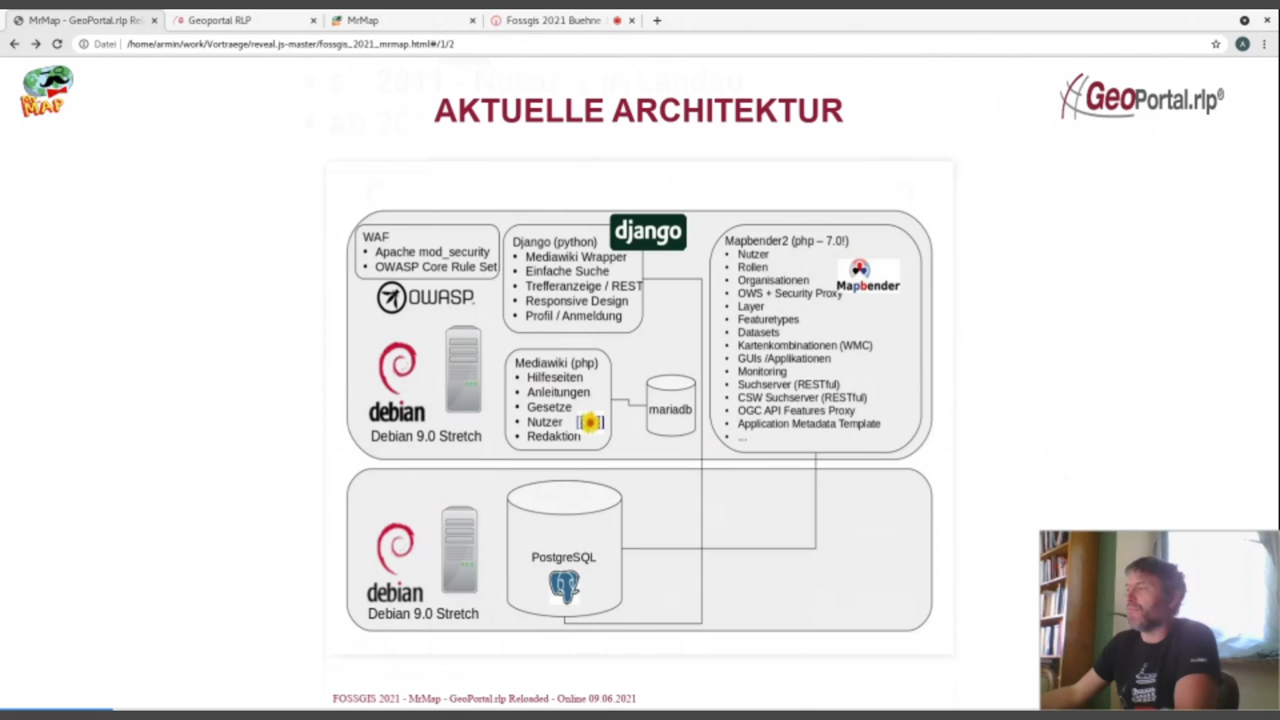 MrMap - GeoPortal.rlp Rel
Geoportal RLP
MrMap
Fossgis 2021 Buehne
Datei
/home/armin/work/Vortraege/reveal.js-master/fossgis_2021_mrmap.html#/1/2
A
MAP
AKTUELLE ARCHITEKTUR
GeoPortal.rlp®
WAF
• Apache mod_security
• OWASP Core Rule Set
OWASP
debian
Debian 9.0 Stretch
django
Django (python)
• Mediawiki Wrapper
• Einfache Suche
• Trefferanzeige / REST
• Responsive Design
• Profil / Anmeldung
Mediawiki (php)
• Hilfeseiten
• Anleitungen
• Gesetze
• Nutzer
• Redaktion
mariadb
Mapbender2 (php – 7.0!)
• Nutzer
• Rollen
• Organisationen
• OWS + Security Proxy
• Layer
• Featuretypes
• Datasets
• Kartenkombinationen (WMC)
• GUIs /Applikationen
• Monitoring
• Suchserver (RESTful)
• CSW Suchserver (RESTful)
• OGC API Features Proxy
• Application Metadata Template
• ...
Mapbender
debian
Debian 9.0 Stretch
PostgreSQL
FOSSGIS 2021 - MrMap - GeoPortal.rlp Reloaded - Online 09.06.2021